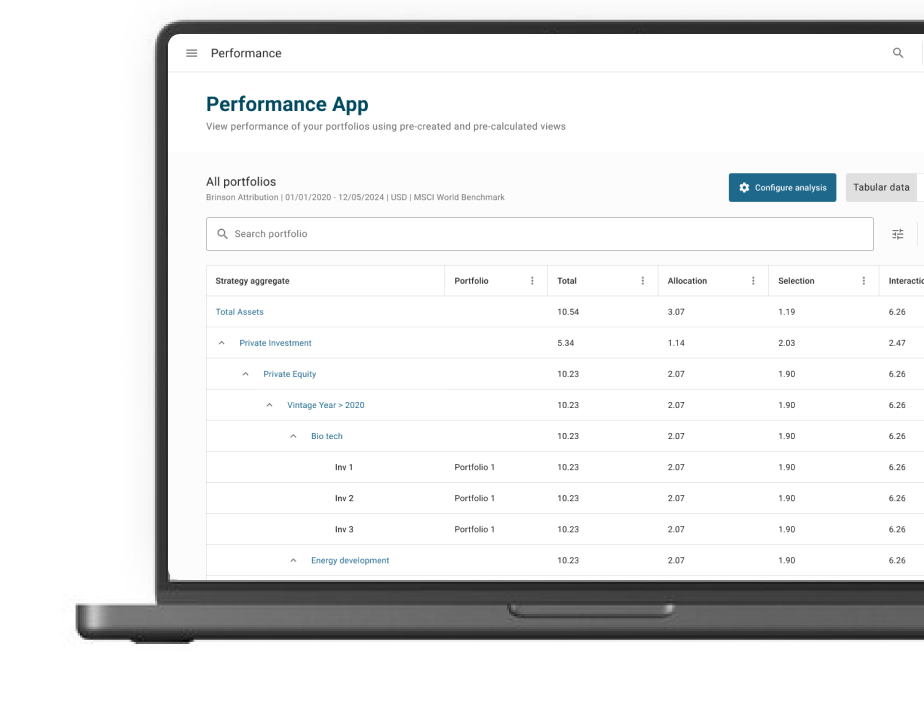 Performance
Performance App
View performance of your portfolios using pre-created and pre-calculated views
All portfolios
Brinson Attribution | 01/01/2020 - 12/05/2024 | USD | MSCI World Benchmark
Configure analysis
Tabular data
Search portfolio
Strategy aggregate Portfolio Total Allocation Selection Interactio
Total Assets 10.54 3.07 1.19 6.26
Private Investment 5.34 1.14 2.03 2.47
Private Equity 10.23 2.07 1.90 6.26
Vintage Year > 2020 10.23 2.07 1.90 6.26
Bio tech 10.23 2.07 1.90 6.26
Inv 1 Portfolio 1 10.23 2.07 1.90 6.26
Inv 2 Portfolio 1 10.23 2.07 1.90 6.26
Inv 3 Portfolio 1 10.23 2.07 1.90 6.26
Energy development 10.23 2.07 1.90 6.26